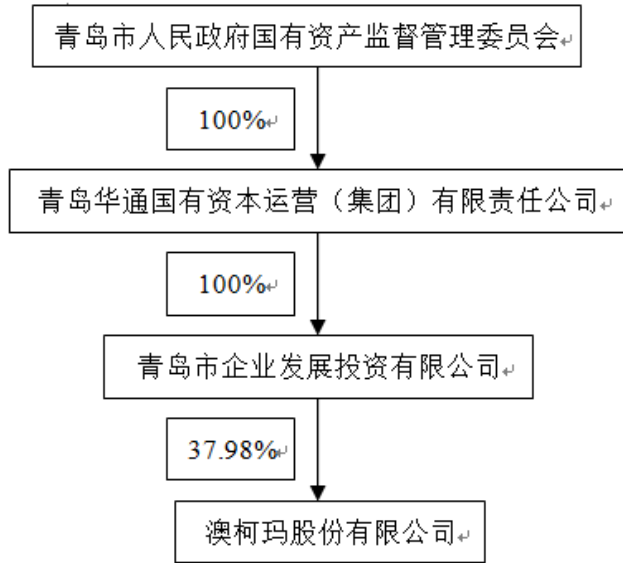 青岛市人民政府国有资产监督管理委员会
100%
青岛华通国有资本运营（集团）有限责任公司
100%
青岛市企业发展投资有限公司
37.98%
澳柯玛股份有限公司